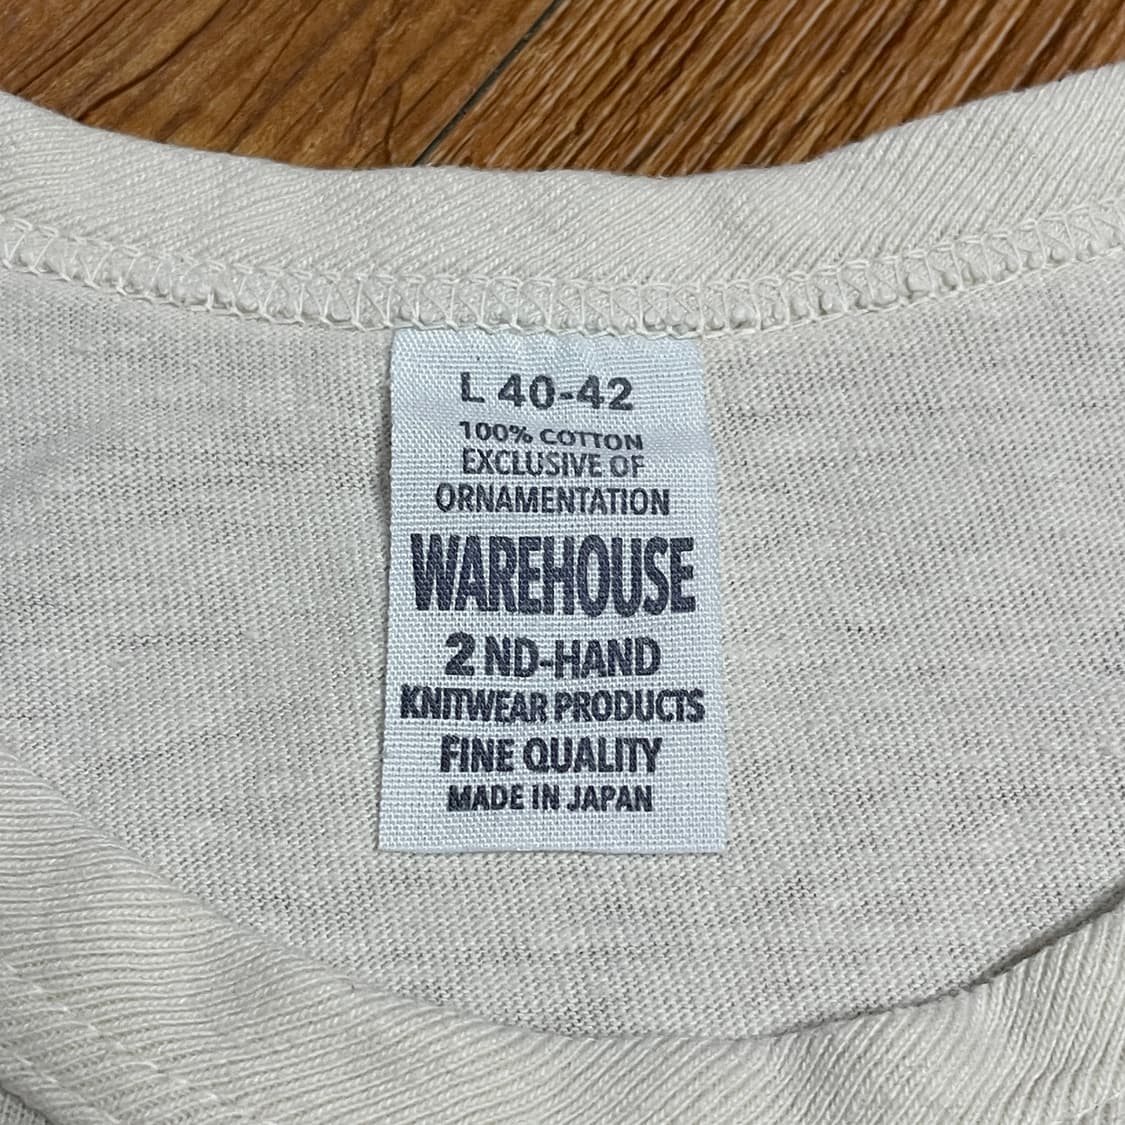 L 40-42
100% COTTON
EXCLUSIVE OF
ORNAMENTATION
WAREHOUSE
2 ND-HAND
KNITWEAR PRODUCTS
FINE QUALITY
MADE IN JAPAN